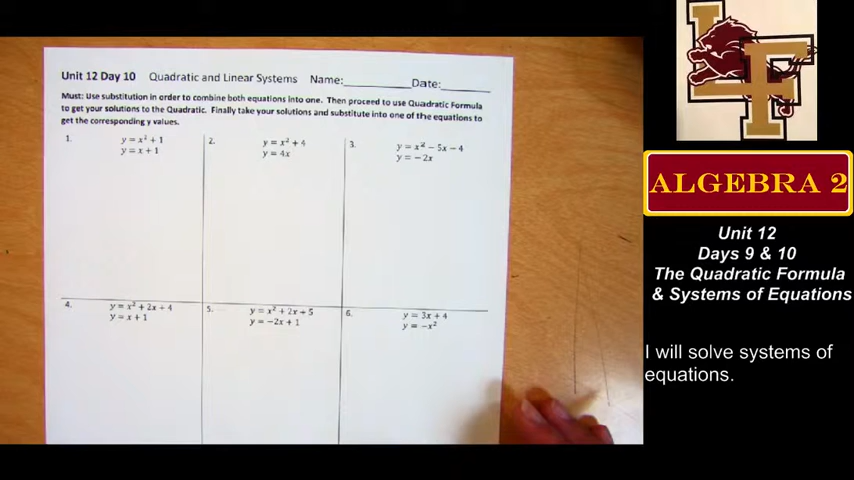 Unit 12 Day 10 Quadratic and Linear Systems Name:__________Date:_______
Must: Use substitution in order to combine both equations into one. Then proceed to use Quadratic Formula
to get your solutions to the Quadratic. Finally take your solutions and substitute into one of the equations to
get the corresponding y values.
1. y = x² + 1
y = x + 1
2. y = x² + 4
y = 4x
3. y = x² − 5x − 4
y = − 2x
4. y = x² + 2x + 4
y = x + 1
5. y = x² + 2x + 5
y = −2x + 1
6. y = 3x + 4
y = −x²
LF
ALGEBRA 2
Unit 12
Days 9 & 10
The Quadratic Formula
& Systems of Equations
I will solve systems of
equations.